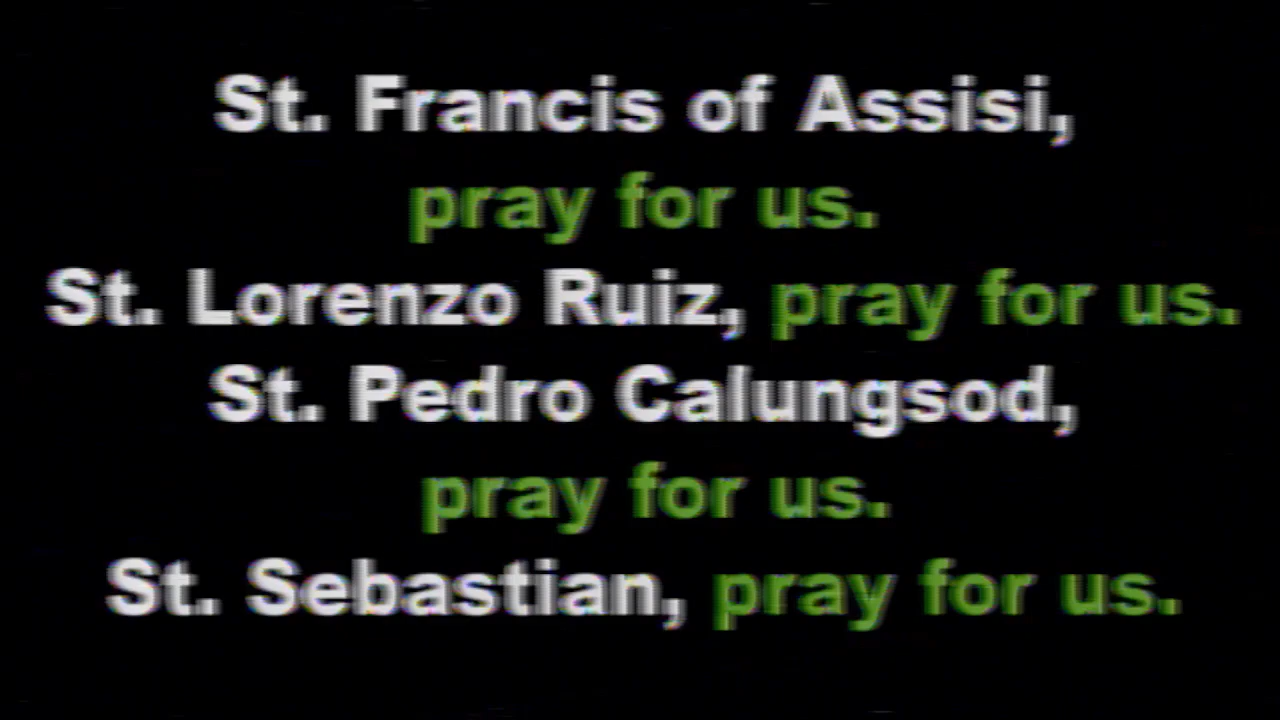 St. Francis of Assisi,
pray for us.
St. Lorenzo Ruiz, pray for us.
St. Pedro Calungsod,
pray for us.
St. Sebastian, pray for us.